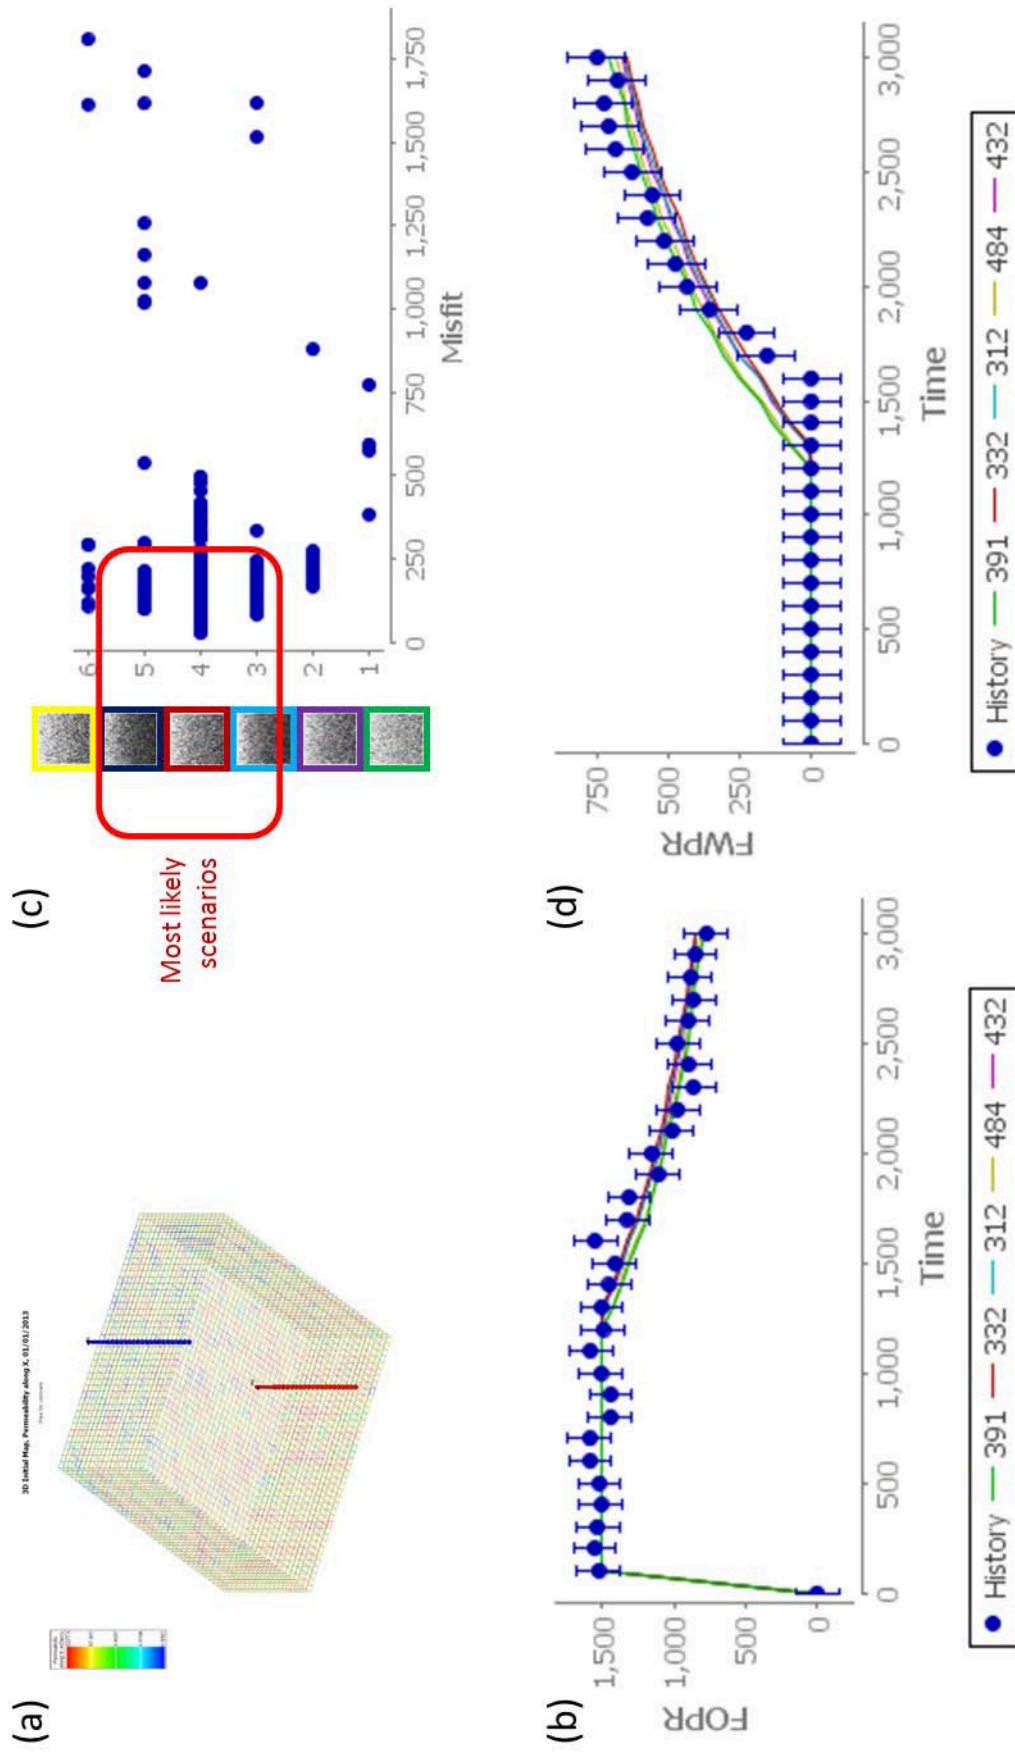 (a)
3D Initial Map, Permeability along X, 01/01/2013
(c)
Most likely
scenarios
6
5
4
3
2
1
0 250 500 750 1,000 1,250 1,500 1,750
Misfit
(b)
FOPR
1,500
1,000
500
0
0 500 1,000 1,500 2,000 2,500 3,000
Time
History 391 332 312 484 432
(d)
FWPR
750
500
250
0
0 500 1,000 1,500 2,000 2,500 3,000
Time
History 391 332 312 484 432